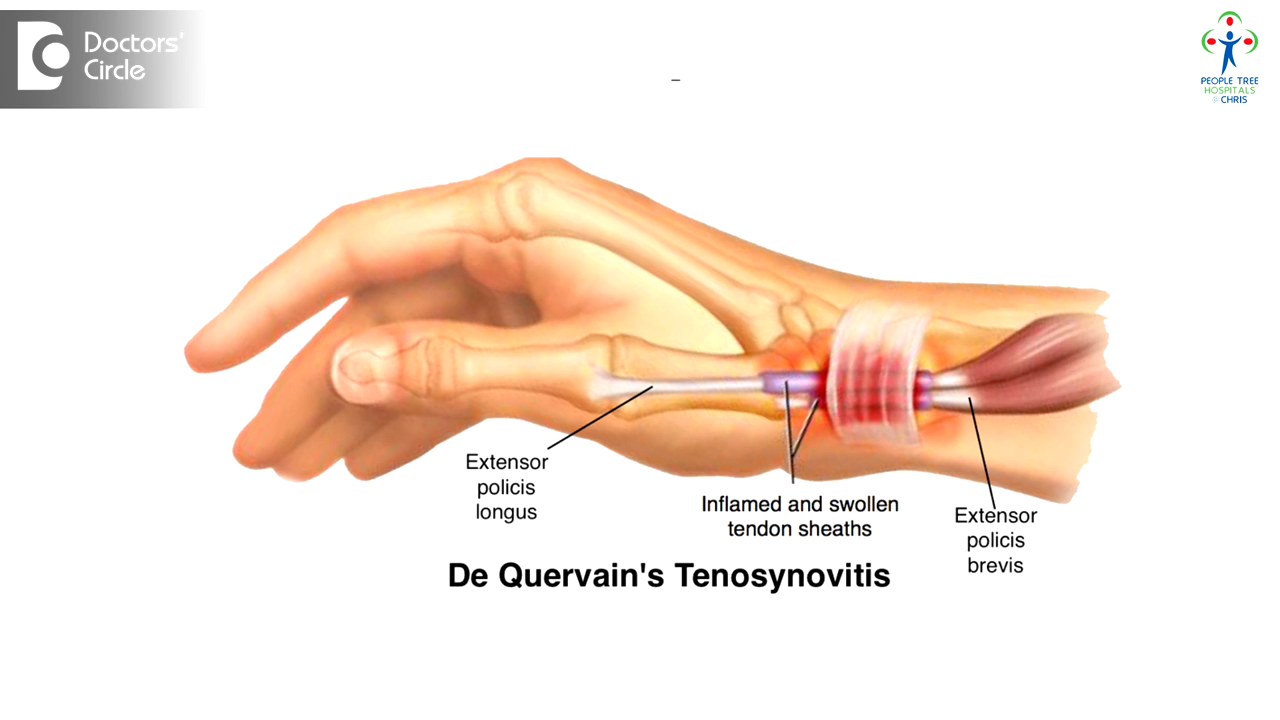 Doctors'
Circle
–
PEOPLE TREE
HOSPITALS
@ CHRIS
Extensor
policis
longus
Inflamed and swollen
tendon sheaths
Extensor
policis
brevis
De Quervain's Tenosynovitis